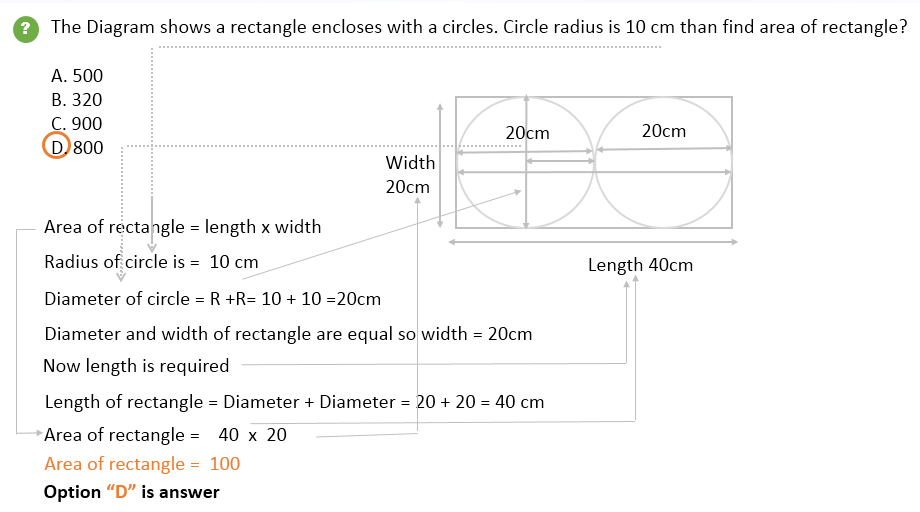 ?
The Diagram shows a rectangle encloses with a circles. Circle radius is 10 cm than find area of rectangle?
A. 500
B. 320
C. 900
D. 800
20cm
20cm
Width
20cm
Length 40cm
Area of rectangle = length x width
Radius of circle is = 10 cm
Diameter of circle = R +R= 10 + 10 =20cm
Diameter and width of rectangle are equal so width = 20cm
Now length is required
Length of rectangle = Diameter + Diameter = 20 + 20 = 40 cm
Area of rectangle = 40 x 20
Area of rectangle = 100
Option “D” is answer